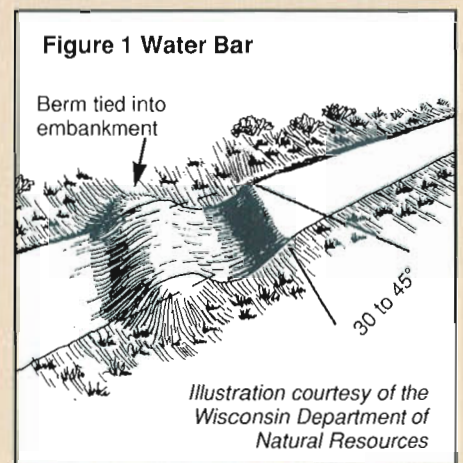 Figure 1 Water Bar
Berm tied into
embankment
30 to 45°
Illustration courtesy of the
Wisconsin Department of
Natural Resources